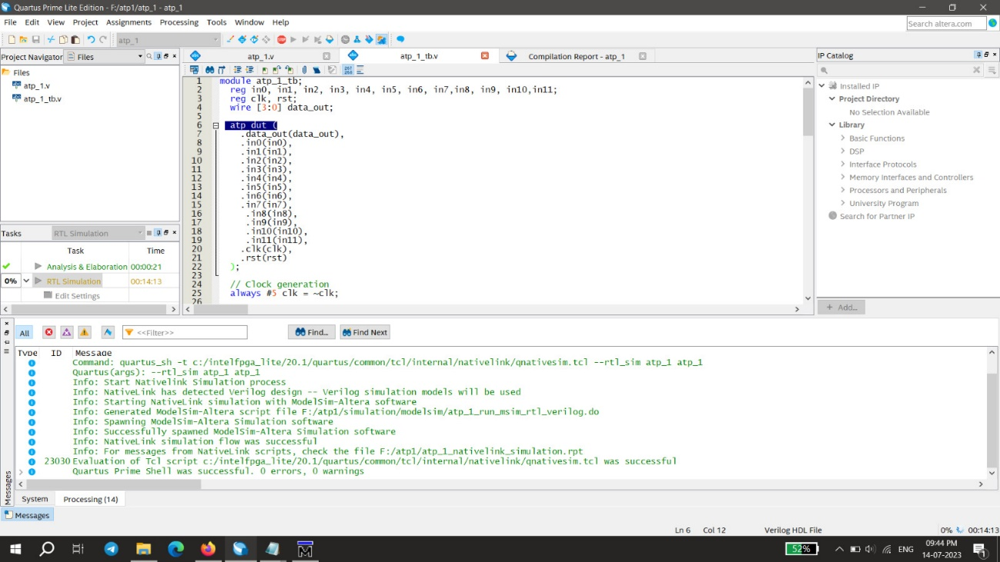 Quartus Prime Lite Edition - F:/atp1/atp_1 - atp_1
File Edit View Project Assignments Processing Tools Window Help
Search altera.com
atp_1
Project Navigator Files
atp_1.v
atp_1_tb.v
Compilation Report - atp_1
IP Catalog
Files
atp_1.v
atp_1_tb.v
1 module atp_1_tb;
2 reg in0, in1, in2, in3, in4, in5, in6, in7,in8, in9, in10,in11;
3 reg clk, rst;
4 wire [3:0] data_out;
5
6 atp dut (
7 .data_out(data_out),
8 .in0(in0),
9 .in1(in1),
10 .in2(in2),
11 .in3(in3),
12 .in4(in4),
13 .in5(in5),
14 .in6(in6),
15 .in7(in7),
16 .in8(in8),
17 .in9(in9),
18 .in10(in10),
19 .in11(in11),
20 .clk(clk),
21 .rst(rst)
22 );
23
24 // Clock generation
25 always #5 clk = ~clk;
26
Installed IP
Project Directory
No Selection Available
Library
Basic Functions
DSP
Interface Protocols
Memory Interfaces and Controllers
Processors and Peripherals
University Program
Search for Partner IP
+ Add...
Tasks RTL Simulation
Task Time
Analysis & Elaboration 00:00:21
0% RTL Simulation 00:14:13
Edit Settings
All <<Filter>> Find... Find Next
Type ID Message
Command: quartus_sh -t c:/intelfpga_lite/20.1/quartus/common/tcl/internal/nativelink/qnativesim.tcl --rtl_sim atp_1 atp_1
Quartus(args): --rtl_sim atp_1 atp_1
Info: Start Nativelink Simulation process
Info: NativeLink has detected Verilog design -- Verilog simulation models will be used
Info: Starting NativeLink simulation with ModelSim-Altera software
Info: Generated ModelSim-Altera script file F:/atp1/simulation/modelsim/atp_1_run_msim_rtl_verilog.do
Info: Spawning ModelSim-Altera Simulation software
Info: Successfully spawned ModelSim-Altera Simulation software
Info: NativeLink simulation flow was successful
Info: For messages from NativeLink scripts, check the file F:/atp1/atp_1_nativelink_simulation.rpt
23030 Evaluation of Tcl script c:/intelfpga_lite/20.1/quartus/common/tcl/internal/nativelink/qnativesim.tcl was successful
Quartus Prime Shell was successful. 0 errors, 0 warnings
Messages
System Processing (14)
Messages
Ln 6 Col 12 Verilog HDL File 0% 00:14:13
52% ENG 09:44 PM
14-07-2023
1